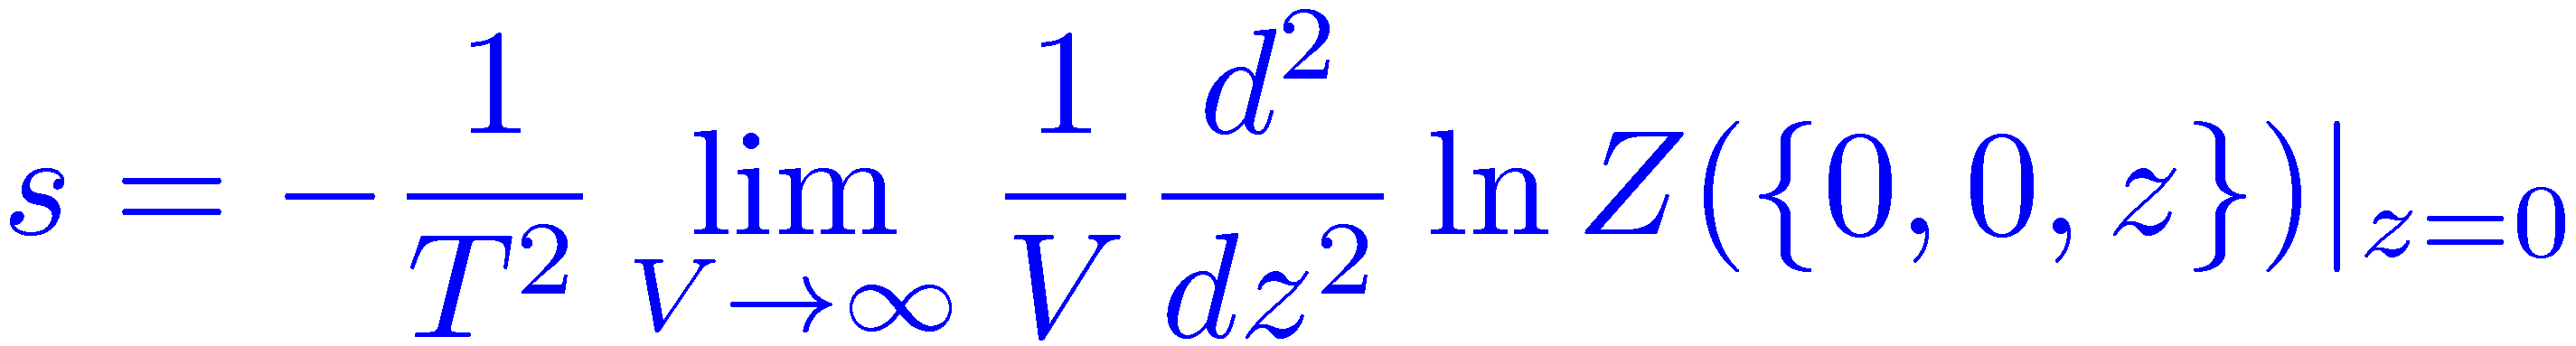 $s = -\frac{1}{T^2} \lim_{V \to \infty} \frac{1}{V} \frac{d^2}{dz^2} \ln Z(\{0, 0, z\})|_{z=0}$